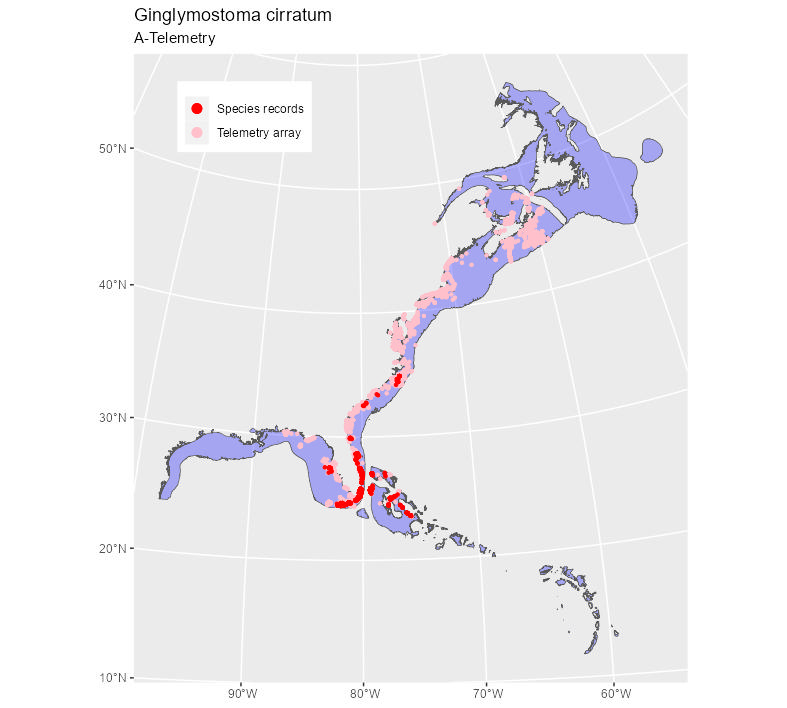 Ginglymostoma cirratum
A-Telemetry
Species records
Telemetry array
50°N
40°N
30°N
20°N
10°N
90°W 80°W 70°W 60°W